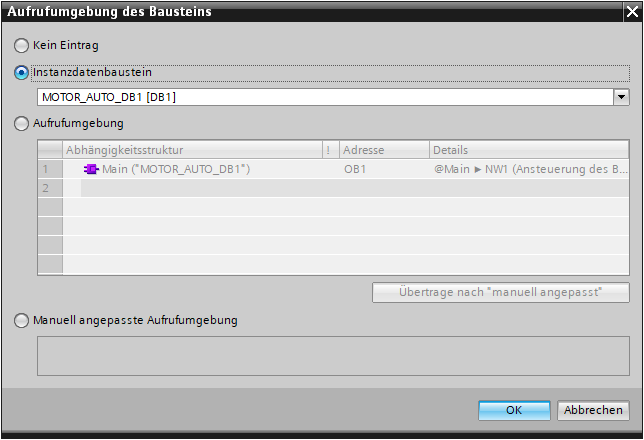 Aufrufumgebung des Bausteins
Kein Eintrag
Instanzdatenbaustein
MOTOR_AUTO_DB1 [DB1]
Aufrufumgebung
Abhängigkeitsstruktur ! Adresse Details
1 Main ("MOTOR_AUTO_DB1") OB1 @Main ► NW1 (Ansteuerung des B...
2
Übertrage nach "manuell angepasst"
Manuell angepasste Aufrufumgebung
OK Abbrechen